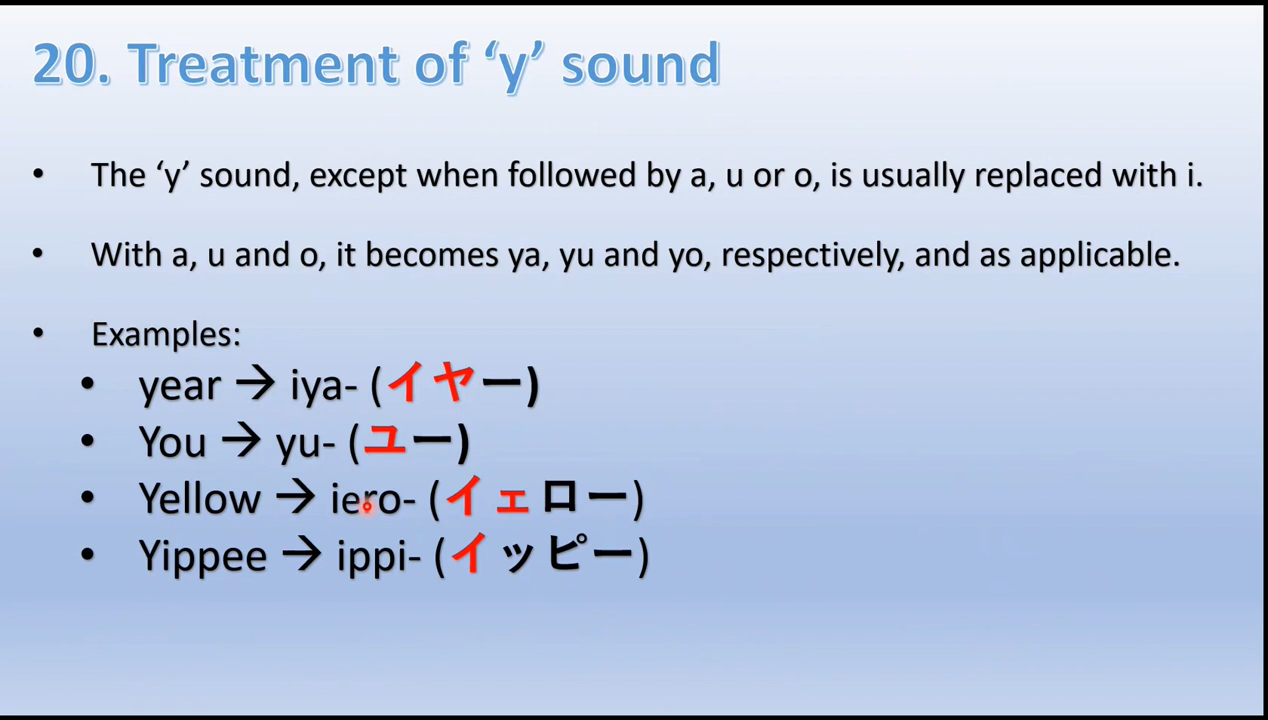 20. Treatment of ‘y’ sound
• The ‘y’ sound, except when followed by a, u or o, is usually replaced with i.
• With a, u and o, it becomes ya, yu and yo, respectively, and as applicable.
• Examples:
• year → iya- (イヤー)
• You → yu- (ユー)
• Yellow → iero- (イェロー)
• Yippee → ippi- (イッピー)